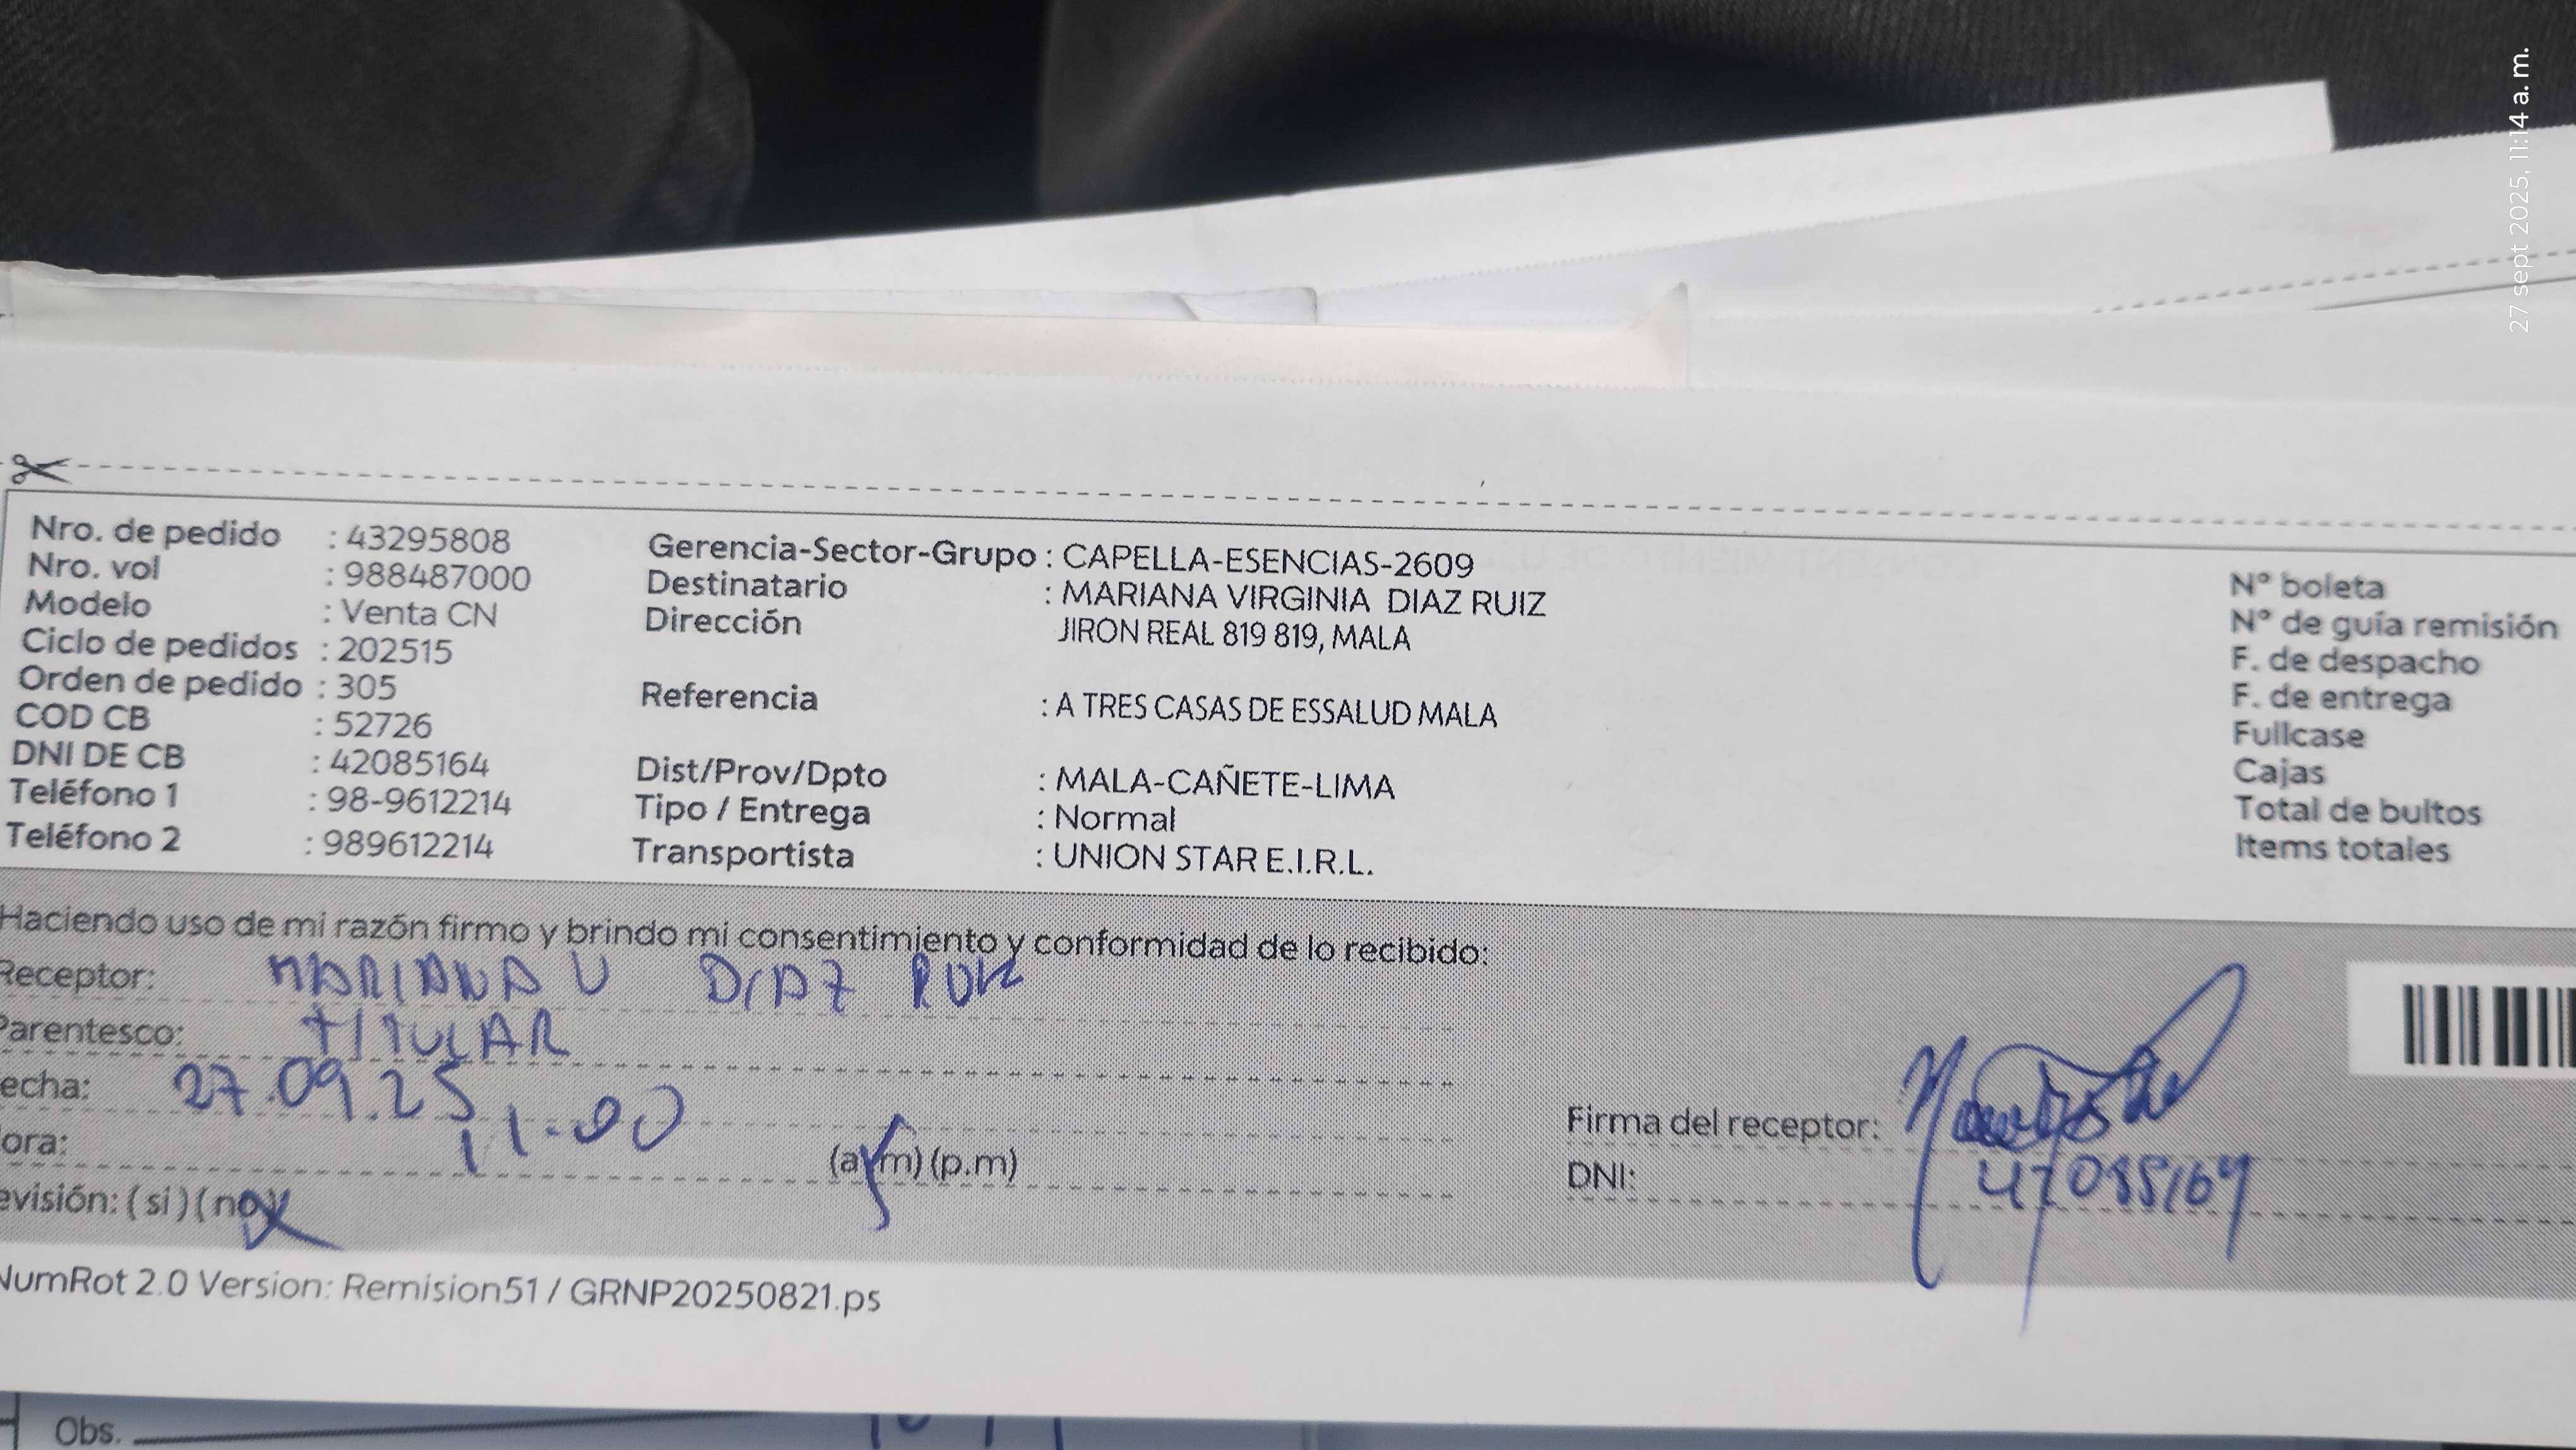 27 sept 2025, 11:14 a. m.
Nro. de pedido : 43295808
Nro. vol : 988487000
Modelo : Venta CN
Ciclo de pedidos : 202515
Orden de pedido : 305
COD CB : 52726
DNI DE CB : 42085164
Teléfono 1 : 98-9612214
Teléfono 2 : 989612214
Gerencia-Sector-Grupo : CAPELLA-ESENCIAS-2609
Destinatario : MARIANA VIRGINIA DIAZ RUIZ
Dirección JIRON REAL 819 819, MALA
Referencia : A TRES CASAS DE ESSALUD MALA
Dist/Prov/Dpto : MALA-CAÑETE-LIMA
Tipo / Entrega : Normal
Transportista : UNION STAR E.I.R.L.
N° boleta
N° de guía remisión
F. de despacho
F. de entrega
Fullcase
Cajas
Total de bultos
Items totales
Haciendo uso de mi razón firmo y brindo mi consentimiento y conformidad de lo recibido:
Receptor: MARIANA V DIAZ RUIZ
Parentesco: TITULAR
echa: 27.09.25
ora: 11.00 (a.m) (p.m)
evisión: (si) (no)
Firma del receptor:
DNI:
NumRot 2.0 Version: Remision51 / GRNP20250821.ps
Obs.